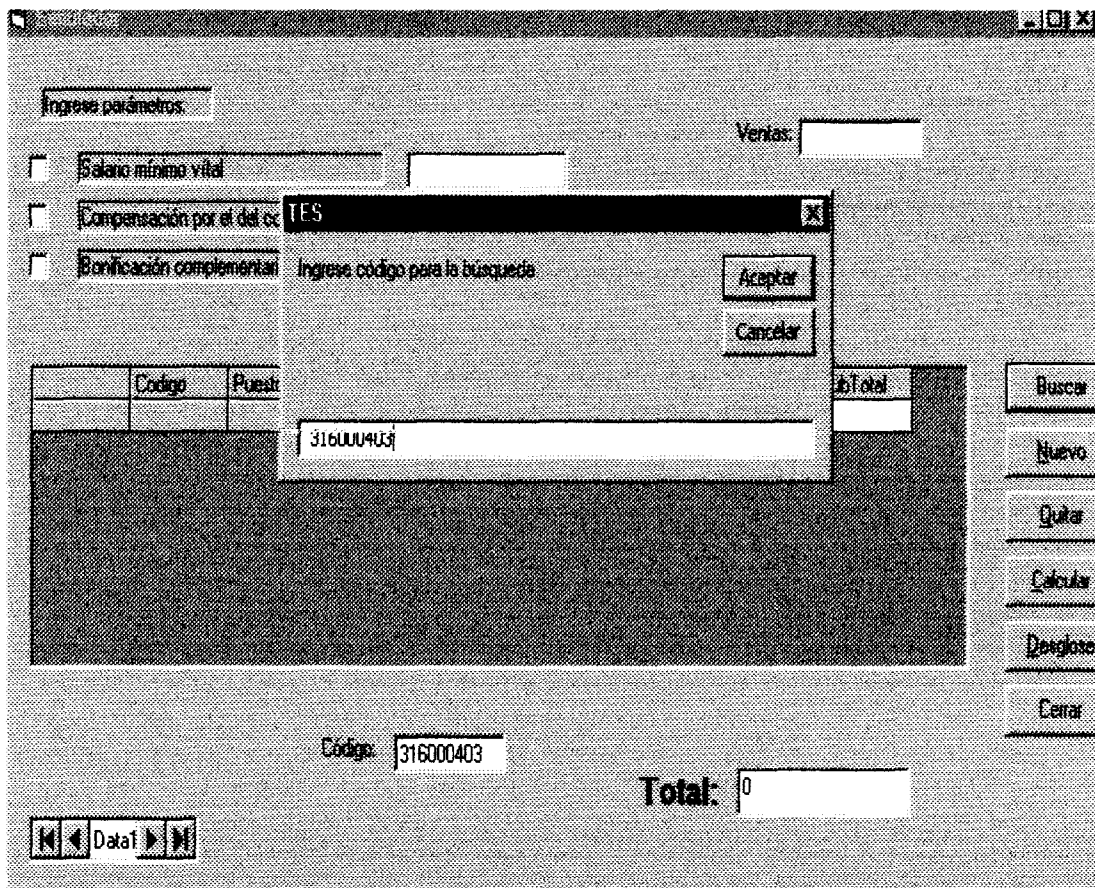 Ingrese parámetros:
Ventas:
Salario mínimo vital
Compensación por el del co
Bonificación complementari
TES
Ingrese código para la búsqueda
Aceptar
Cancelar
316000403
Codigo Puest ubTotal
Buscar
Nuevo
Quitar
Calcular
Desglose
Cerrar
Código: 316000403
Total: 0
Data1